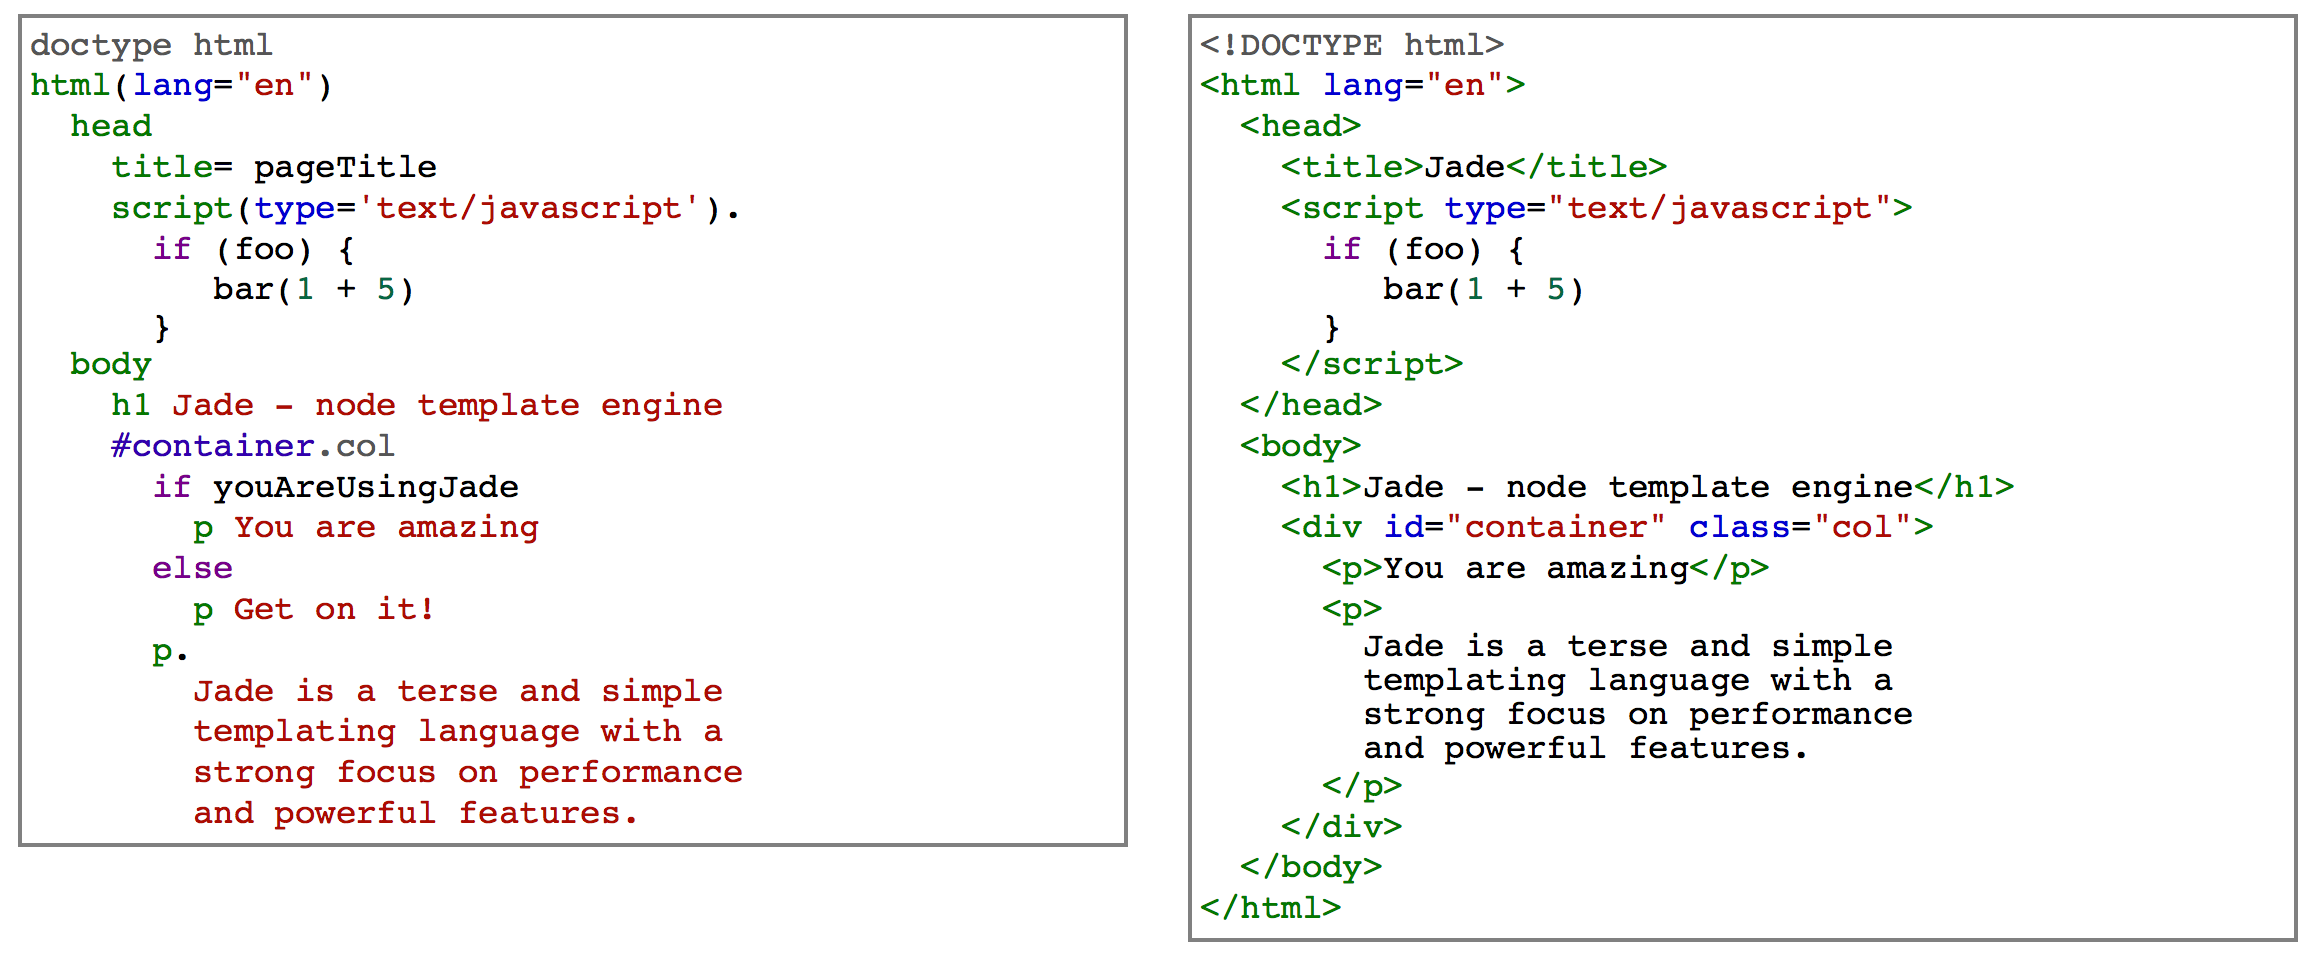 doctype html
html(lang="en")
  head
    title= pageTitle
    script(type='text/javascript').
      if (foo) {
         bar(1 + 5)
      }
  body
    h1 Jade - node template engine
    #container.col
      if youAreUsingJade
        p You are amazing
      else
        p Get on it!
      p.
        Jade is a terse and simple
        templating language with a
        strong focus on performance
        and powerful features.
<!DOCTYPE html>
<html lang="en">
  <head>
    <title>Jade</title>
    <script type="text/javascript">
      if (foo) {
         bar(1 + 5)
      }
    </script>
  </head>
  <body>
    <h1>Jade - node template engine</h1>
    <div id="container" class="col">
      <p>You are amazing</p>
      <p>
        Jade is a terse and simple
        templating language with a
        strong focus on performance
        and powerful features.
      </p>
    </div>
  </body>
</html>